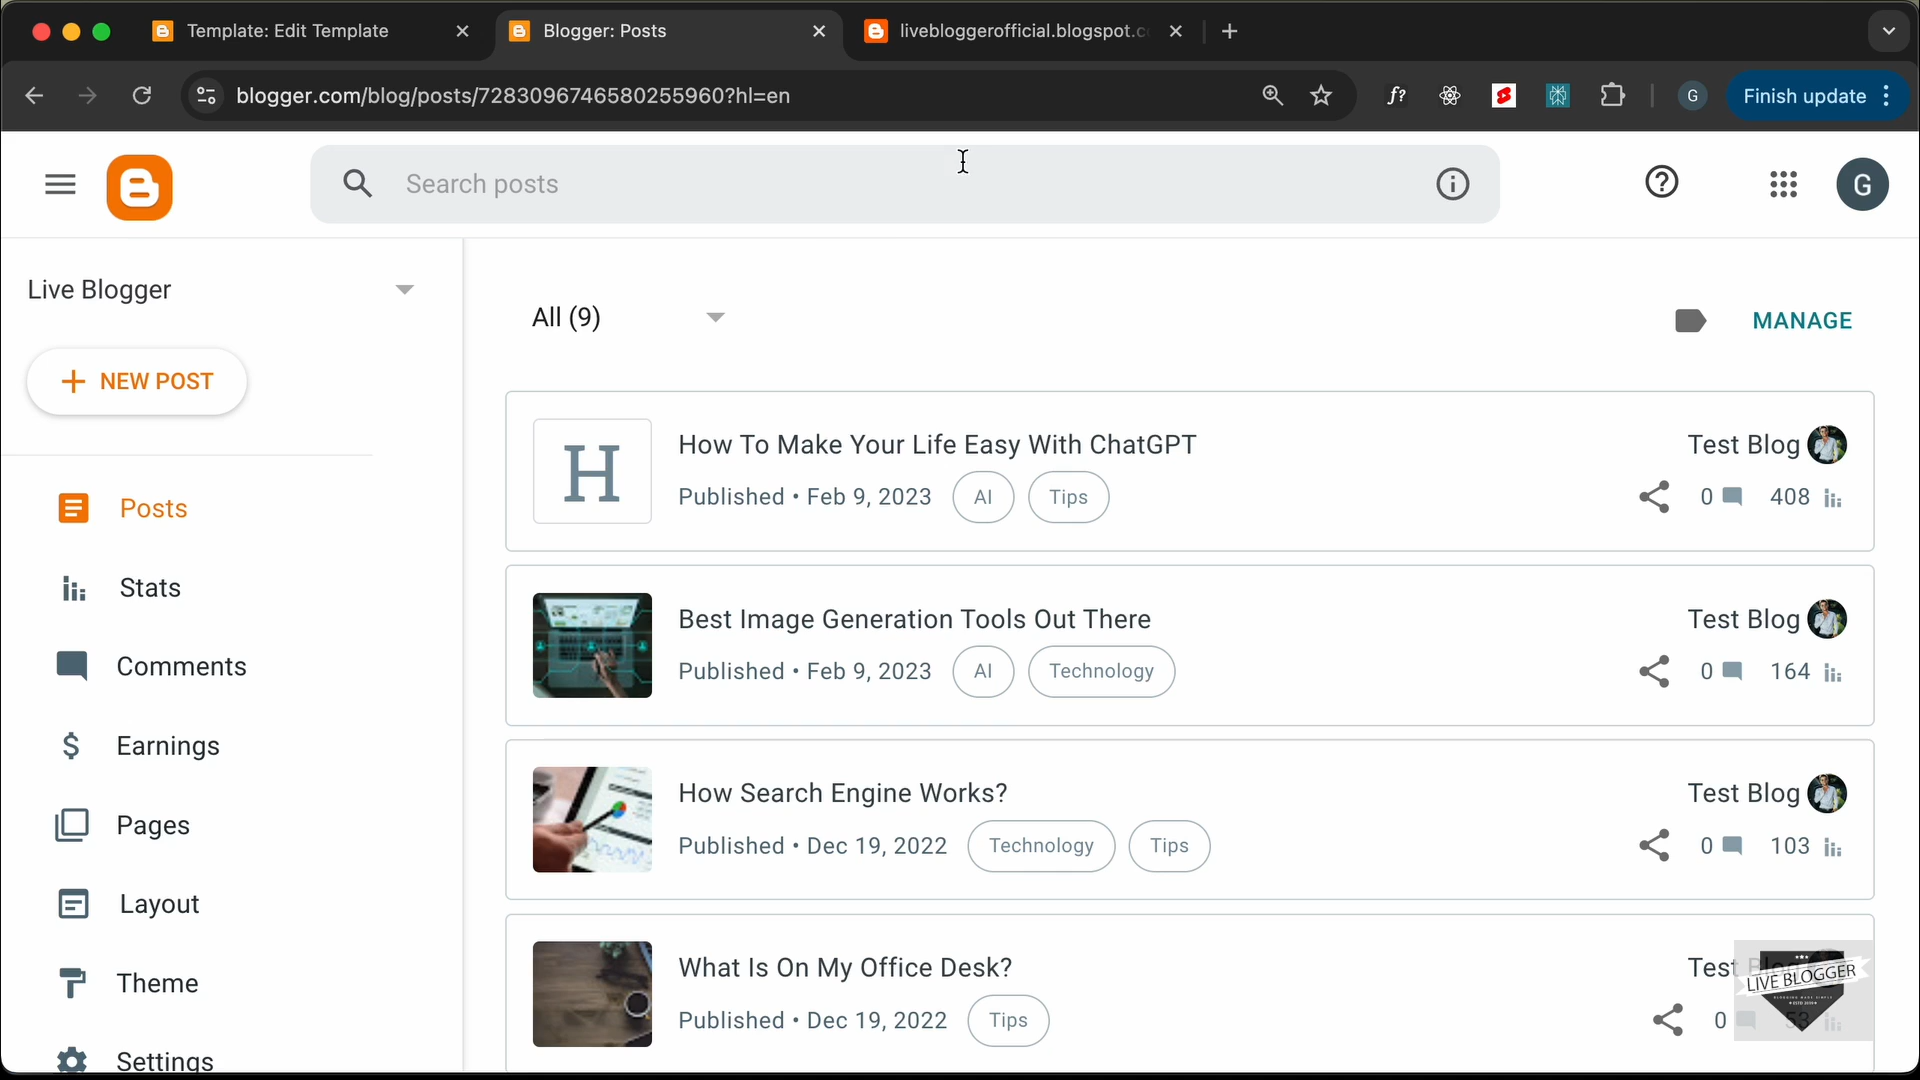 Template: Edit Template
Blogger: Posts
livebloggerofficial.blogspot.c
blogger.com/blog/posts/7283096746580255960?hl=en
f?
G
Finish update
Search posts
G
Live Blogger
NEW POST
Posts
Stats
Comments
Earnings
Pages
Layout
Theme
Settings
All (9)
MANAGE
H
How To Make Your Life Easy With ChatGPT
Test Blog
Published • Feb 9, 2023
AI
Tips
0
408
Best Image Generation Tools Out There
Test Blog
Published • Feb 9, 2023
AI
Technology
0
164
How Search Engine Works?
Test Blog
Published • Dec 19, 2022
Technology
Tips
0
103
What Is On My Office Desk?
Test Blog
Published • Dec 19, 2022
Tips
0
53
LIVE BLOGGER